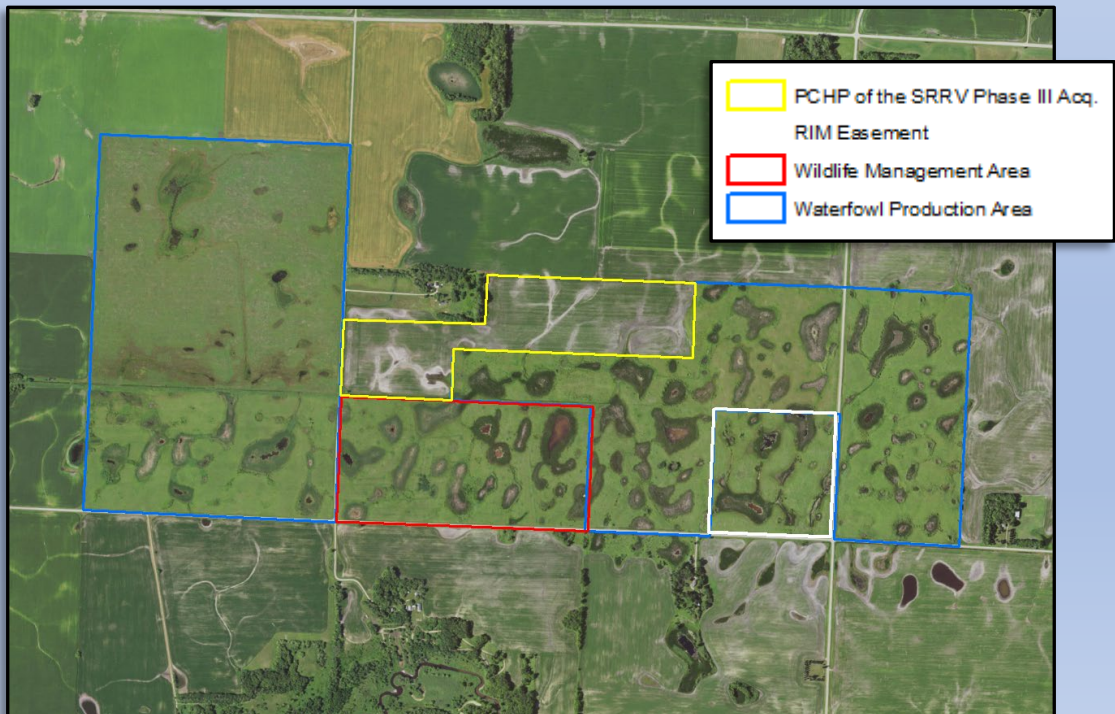 PCHP of the SRRV Phase III Acq.
RIM Easement
Wildlife Management Area
Waterfowl Production Area